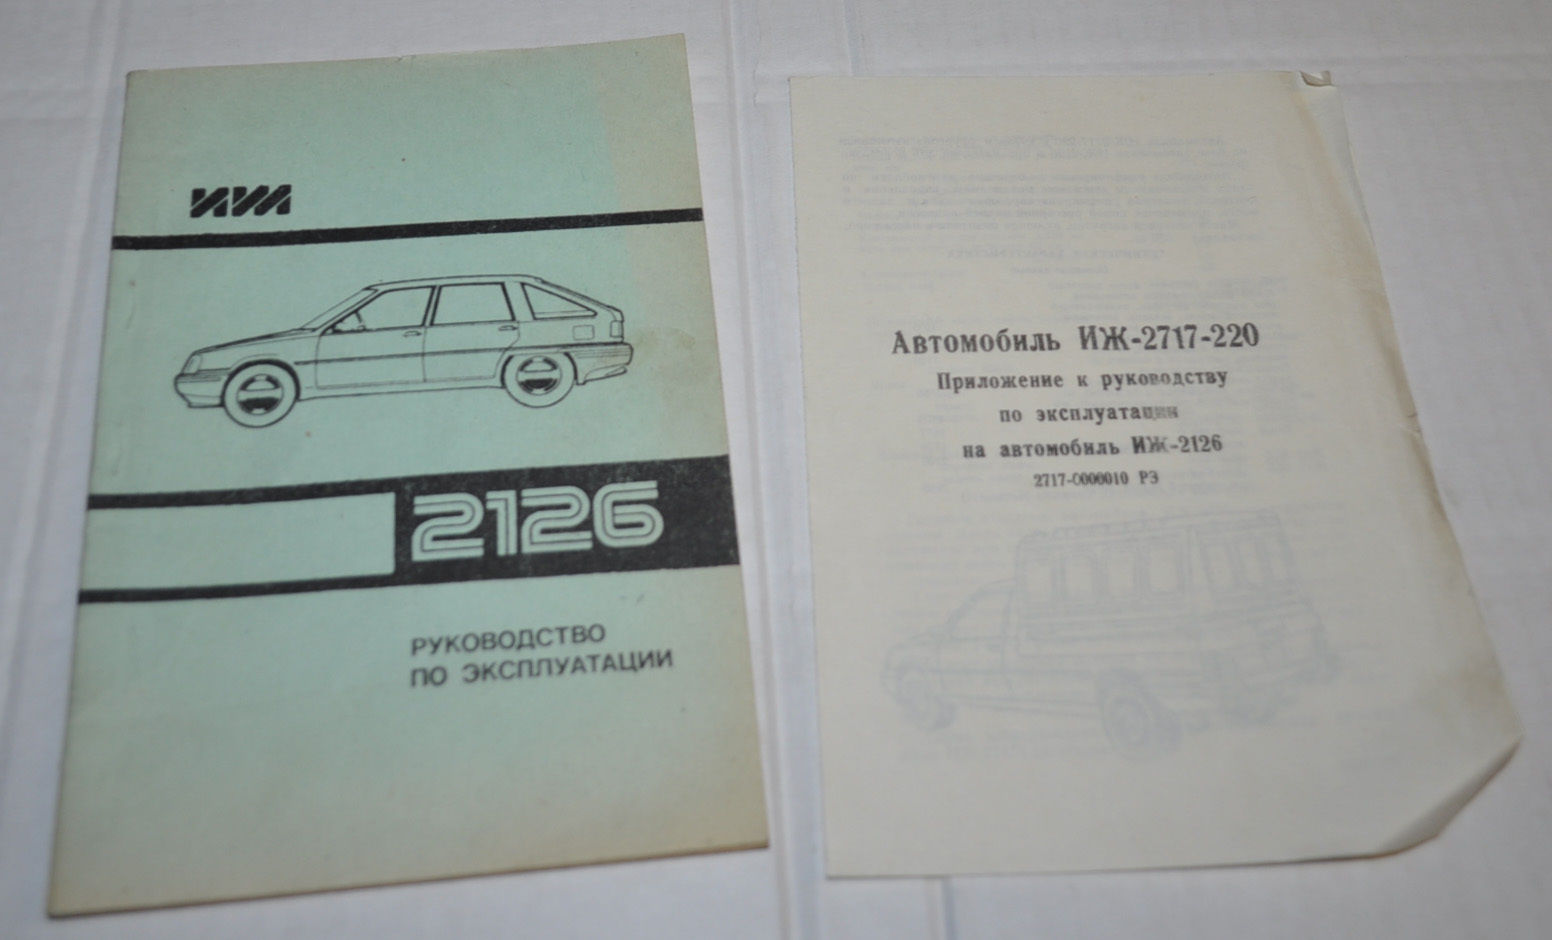 ИЖ
2126
РУКОВОДСТВО
ПО ЭКСПЛУАТАЦИИ
Автомобиль ИЖ-2717-220
Приложение к руководству
по эксплуатации
на автомобиль ИЖ-2126
2717-0000010 РЭ